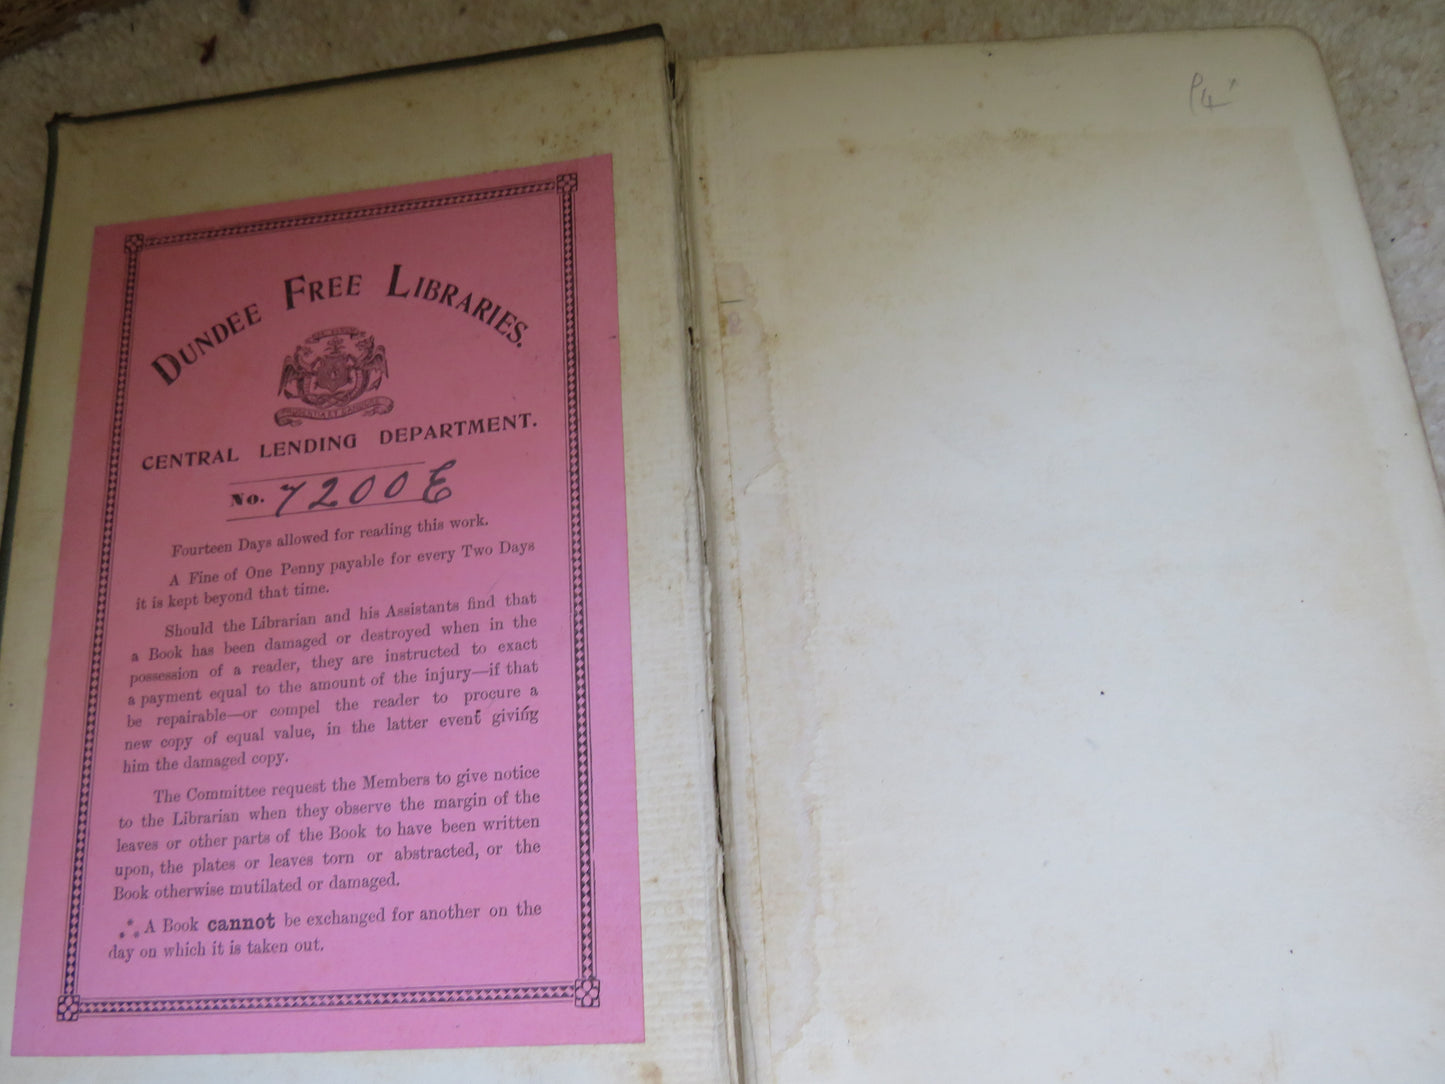 DUNDEE FREE LIBRARIES.
PRUDENTIA ET CANDORE
CENTRAL LENDING DEPARTMENT.
No. 7200 E
Fourteen Days allowed for reading this work.
A Fine of One Penny payable for every Two Days
it is kept beyond that time.
Should the Librarian and his Assistants find that
a Book has been damaged or destroyed when in the
possession of a reader, they are instructed to exact
a payment equal to the amount of the injury—if that
be repairable—or compel the reader to procure a
new copy of equal value, in the latter event giving
him the damaged copy.
The Committee request the Members to give notice
to the Librarian when they observe the margin of the
leaves or other parts of the Book to have been written
upon, the plates or leaves torn or abstracted, or the
Book otherwise mutilated or damaged.
⁂ A Book cannot be exchanged for another on the
day on which it is taken out.